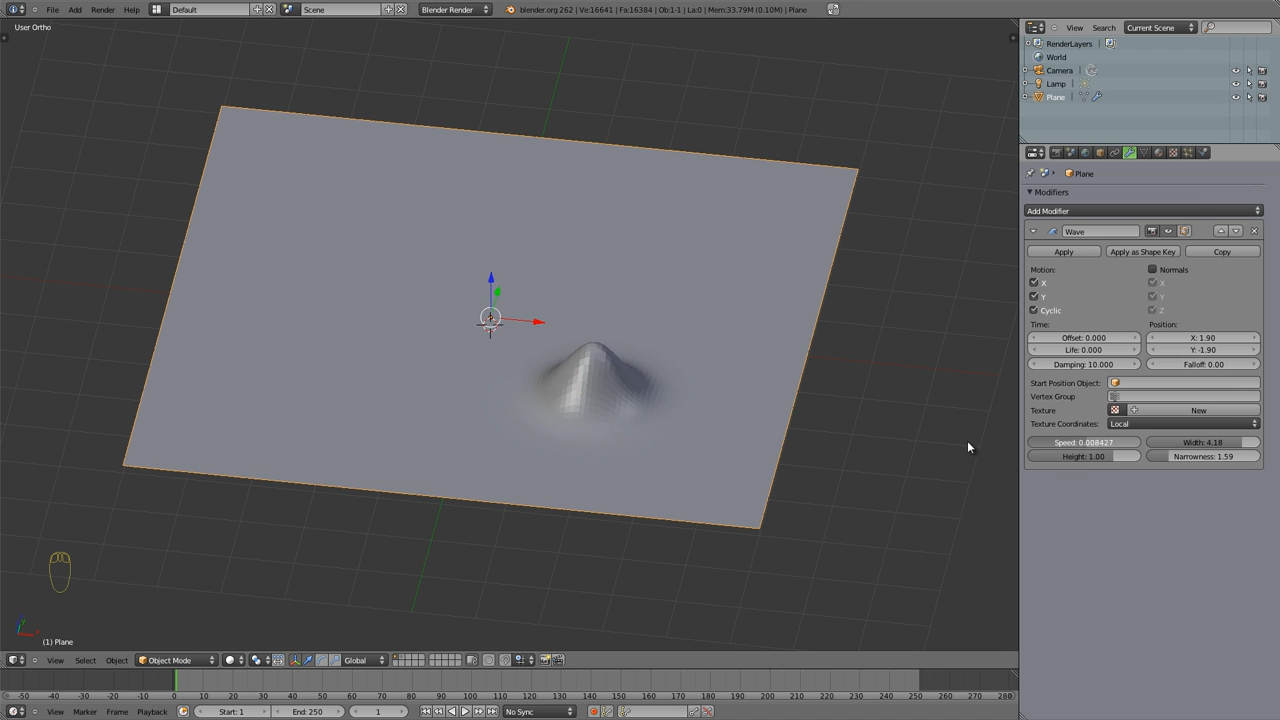 File Add Render Help Default Scene Blender Render blender.org 262 | Ve:16641 | Fa:16384 | Ob:1-1 | La:0 | Mem:33.79M (0.10M) | Plane
User Ortho
View Search Current Scene
RenderLayers
World
Camera
Lamp
Plane
Plane
Modifiers
Add Modifier
Wave
Apply Apply as Shape Key Copy
Motion: Normals
X X
Y Y
Cyclic Z
Time: Position:
Offset: 0.000 X: 1.90
Life: 0.000 Y: -1.90
Damping: 10.000 Falloff: 0.00
Start Position Object:
Vertex Group
Texture New
Texture Coordinates: Local
Speed: 0.008427 Width: 4.18
Height: 1.00 Narrowness: 1.59
(1) Plane
View Select Object Object Mode Global
-50 -40 -30 -20 -10 0 10 20 30 40 50 60 70 80 90 100 110 120 130 140 150 160 170 180 190 200 210 220 230 240 250 260 270 280
View Marker Frame Playback Start: 1 End: 250 1 No Sync